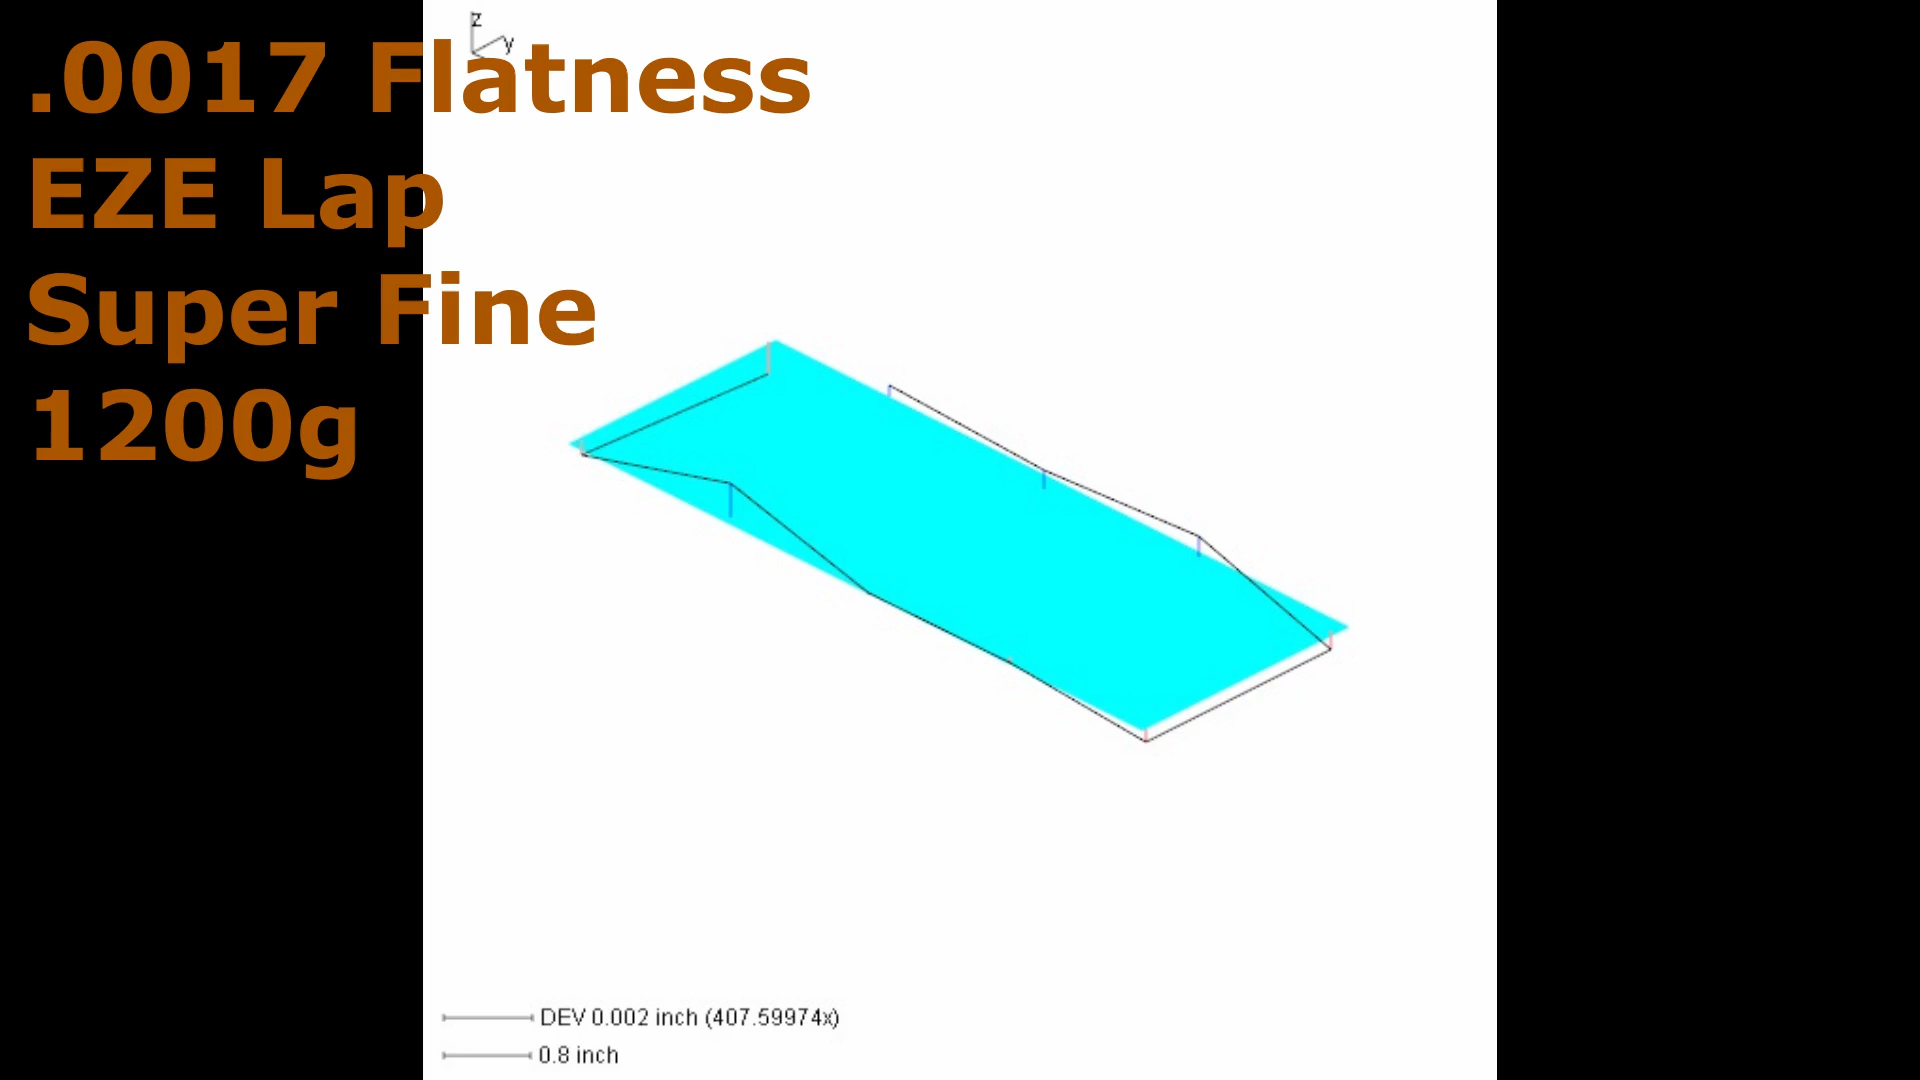 z
y
.0017 Flatness
EZE Lap
Super Fine
1200g
DEV 0.002 inch (407.59974x)
0.8 inch